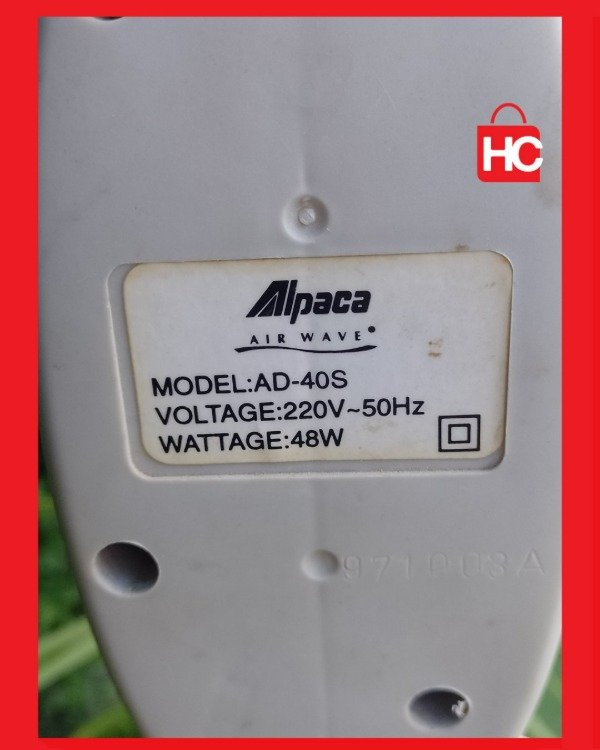 HC
Alpaca
AIR WAVE
MODEL:AD-40S
VOLTAGE:220V~50Hz
WATTAGE:48W
971003A